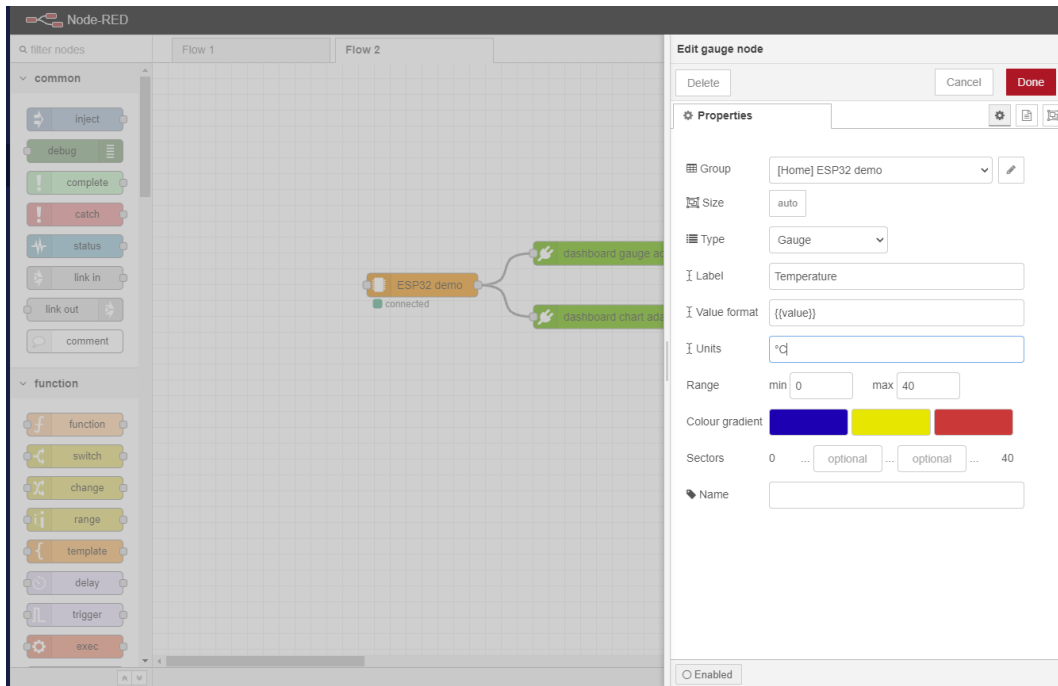 Node-RED
filter nodes
Flow 1
Flow 2
common
inject
debug
complete
catch
status
link in
link out
comment
function
function
switch
change
range
template
delay
trigger
exec
ESP32 demo
connected
dashboard gauge ad
dashboard chart ada
Edit gauge node
Delete
Cancel
Done
Properties
Group
[Home] ESP32 demo
Size
auto
Type
Gauge
Label
Temperature
Value format
{{value}}
Units
°C
Range
min 0
max 40
Colour gradient
Sectors
0 ... optional ... optional ... 40
Name
Enabled